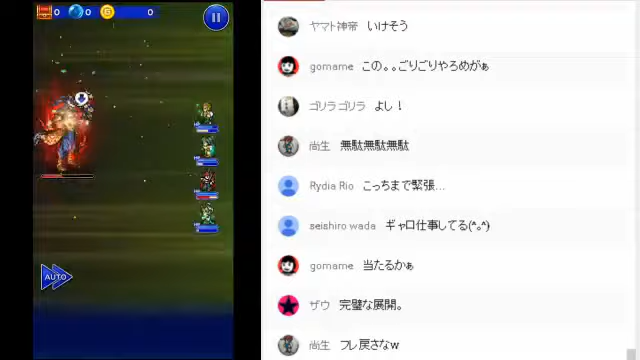 0 0 0
AUTO
ヤマト神帝 いけそう
gomame この。。ごりごりやろめがぁ
ゴリラゴリラ よし！
尚生 無駄無駄無駄
Rydia Rio こっちまで緊張...
seishiro wada ギャロ仕事してる(^｡^)
gomame 当たるかぁ
ザウ 完璧な展開。
尚生 フレ戻さなw